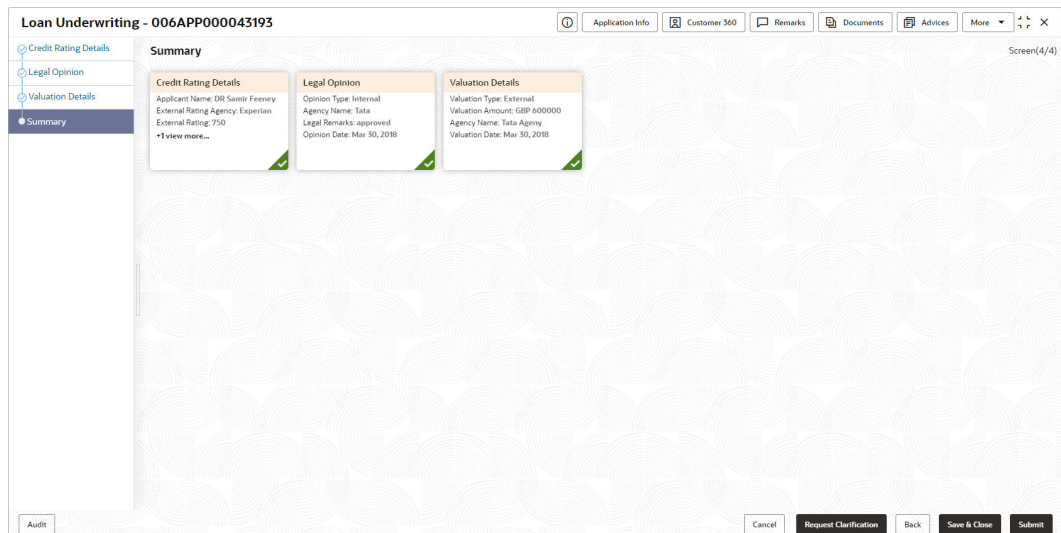 Loan Underwriting - 006APP000043193
Application Info
Customer 360
Remarks
Documents
Advices
More
Credit Rating Details
Legal Opinion
Valuation Details
Summary
Summary
Screen(4/4)
Credit Rating Details
Applicant Name: DR Samir Feeney
External Rating Agency: Experian
External Rating: 750
+1 view more...
Legal Opinion
Opinion Type: Internal
Agency Name: Tata
Legal Remarks: approved
Opinion Date: Mar 30, 2018
Valuation Details
Valuation Type: External
Valuation Amount: GBP 600000
Agency Name: Tata Ageny
Valuation Date: Mar 30, 2018
Audit
Cancel
Request Clarification
Back
Save & Close
Submit